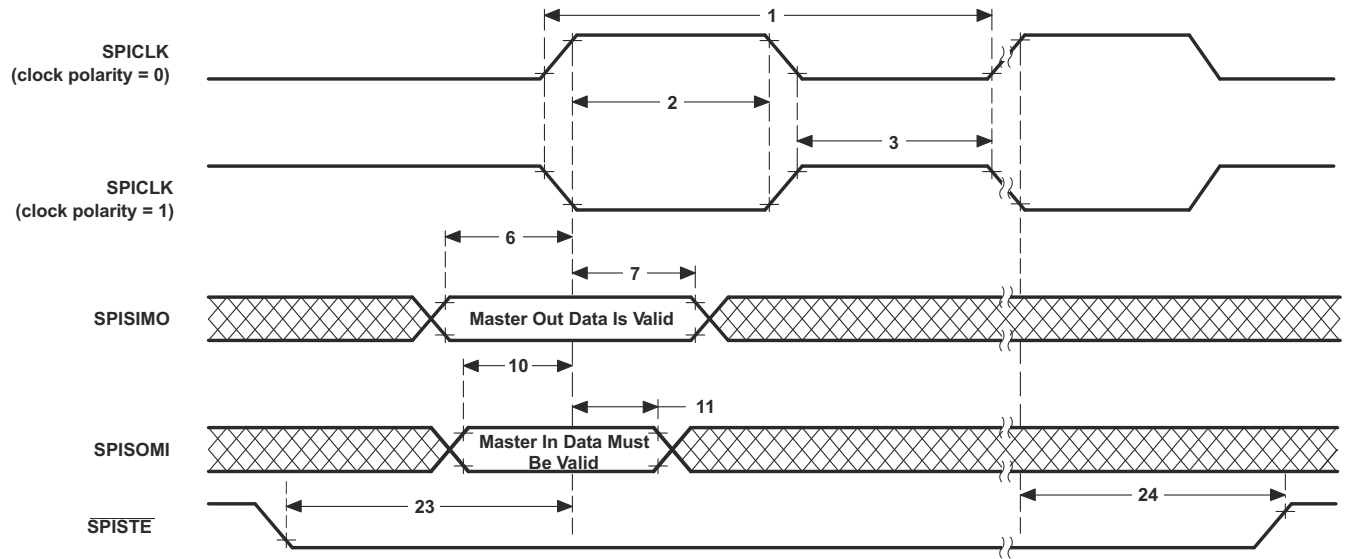 1
SPICLK
(clock polarity = 0)
2
3
SPICLK
(clock polarity = 1)
6
7
SPISIMO
Master Out Data Is Valid
10
11
SPISOMI
Master In Data Must
Be Valid
23
24
SPISTE